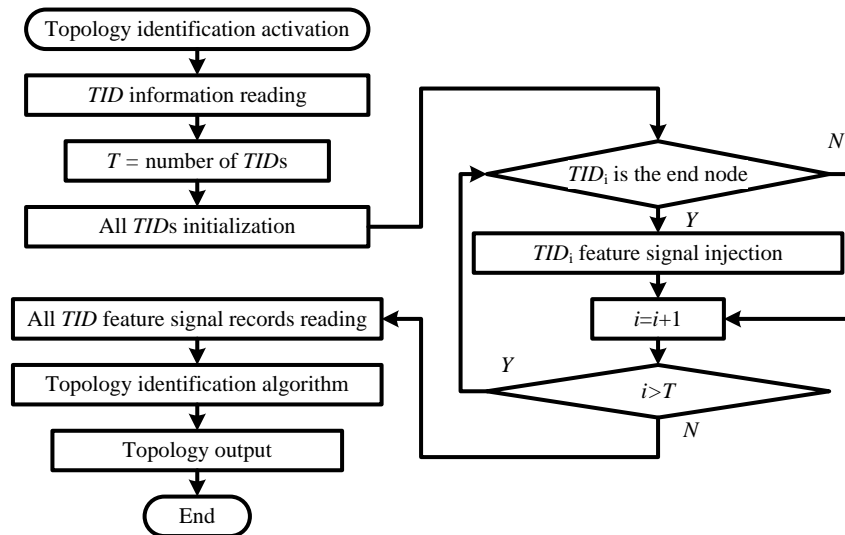 Topology identification activation
TID information reading
T = number of TIDs
All TIDs initialization
TIDi is the end node
N
Y
TIDi feature signal injection
i=i+1
i>T
Y
N
All TID feature signal records reading
Topology identification algorithm
Topology output
End